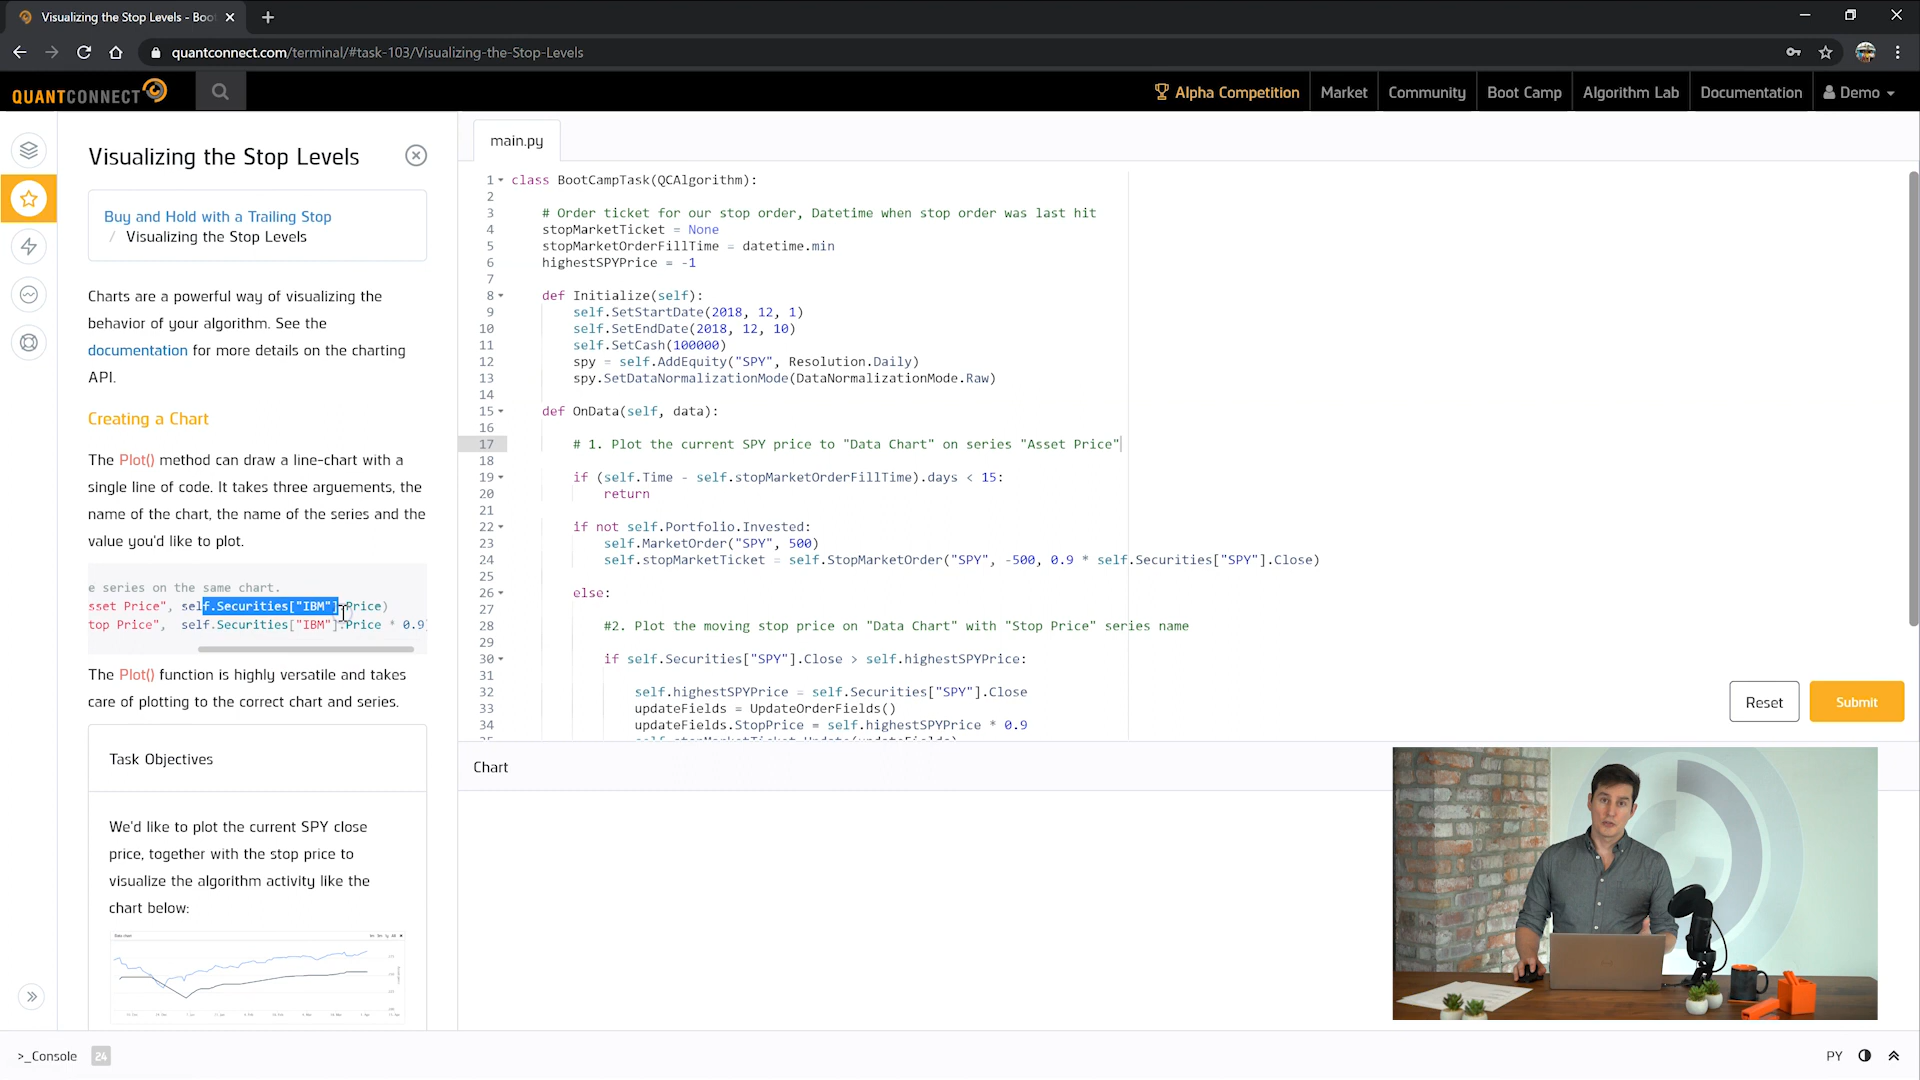 Visualizing the Stop Levels - Boo
quantconnect.com/terminal/#task-103/Visualizing-the-Stop-Levels
QUANTCONNECT
Alpha Competition
Market
Community
Boot Camp
Algorithm Lab
Documentation
Demo
Visualizing the Stop Levels
Buy and Hold with a Trailing Stop
/ Visualizing the Stop Levels
Charts are a powerful way of visualizing the
behavior of your algorithm. See the
documentation for more details on the charting
API.
Creating a Chart
The Plot() method can draw a line-chart with a
single line of code. It takes three arguements, the
name of the chart, the name of the series and the
value you'd like to plot.
e series on the same chart.
sset Price", self.Securities["IBM"].Price)
top Price", self.Securities["IBM"].Price * 0.9
The Plot() function is highly versatile and takes
care of plotting to the correct chart and series.
Task Objectives
We'd like to plot the current SPY close
price, together with the stop price to
visualize the algorithm activity like the
chart below:
Data chart
main.py
1 class BootCampTask(QCAlgorithm):
2
3 # Order ticket for our stop order, Datetime when stop order was last hit
4 stopMarketTicket = None
5 stopMarketOrderFillTime = datetime.min
6 highestSPYPrice = -1
7
8 def Initialize(self):
9 self.SetStartDate(2018, 12, 1)
10 self.SetEndDate(2018, 12, 10)
11 self.SetCash(100000)
12 spy = self.AddEquity("SPY", Resolution.Daily)
13 spy.SetDataNormalizationMode(DataNormalizationMode.Raw)
14
15 def OnData(self, data):
16
17 # 1. Plot the current SPY price to "Data Chart" on series "Asset Price"
18
19 if (self.Time - self.stopMarketOrderFillTime).days < 15:
20 return
21
22 if not self.Portfolio.Invested:
23 self.MarketOrder("SPY", 500)
24 self.stopMarketTicket = self.StopMarketOrder("SPY", -500, 0.9 * self.Securities["SPY"].Close)
25
26 else:
27
28 #2. Plot the moving stop price on "Data Chart" with "Stop Price" series name
29
30 if self.Securities["SPY"].Close > self.highestSPYPrice:
31
32 self.highestSPYPrice = self.Securities["SPY"].Close
33 updateFields = UpdateOrderFields()
34 updateFields.StopPrice = self.highestSPYPrice * 0.9
Reset
Submit
Chart
>_Console 24
PY